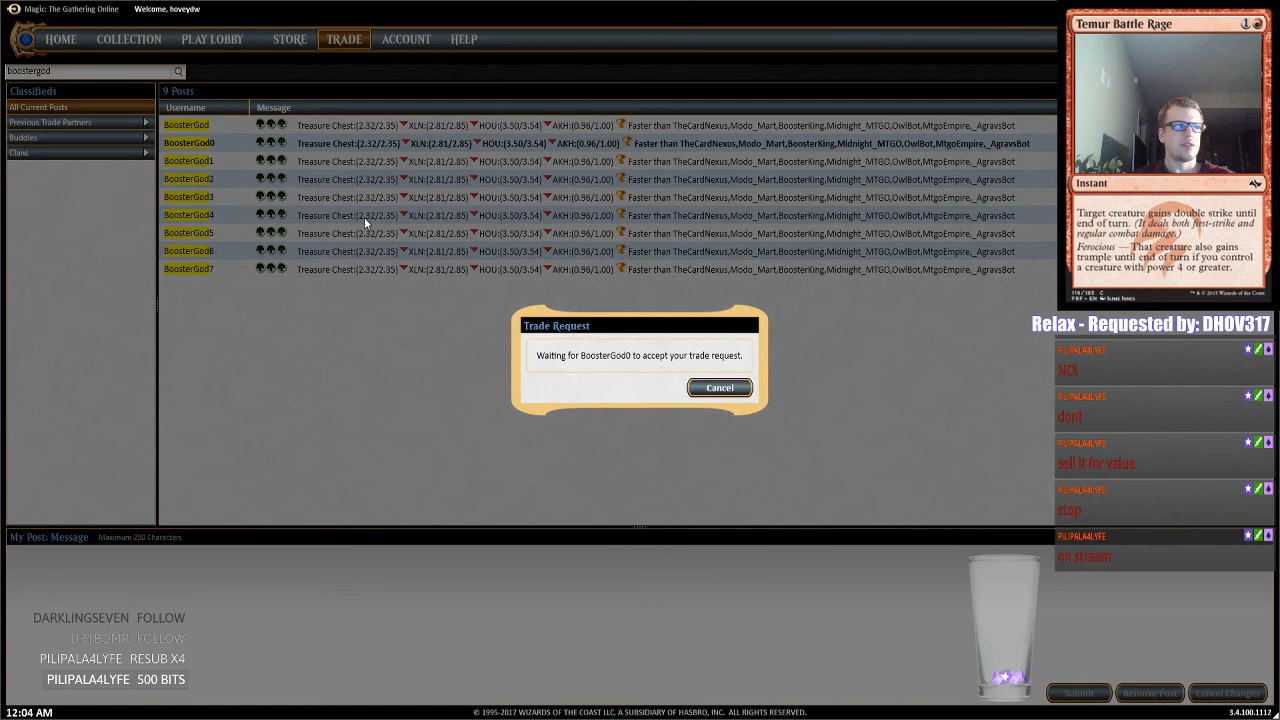 Magic: The Gathering Online Welcome, hoveydw
HOME COLLECTION PLAY LOBBY STORE TRADE HELP
boostergod
Classifieds
All Current Posts
Previous Trade Partners
Buddies
Clans
9 Posts
Username Message
BoosterGod Treasure Chest:(2.32/2.35) XLN:(2.81/2.85) HOU:(3.50/3.54) AKH:(0.96/1.00) Faster than TheCardNexus,Modo_Mart,BoosterKing,Midnight_MTGO,OwlBot,MtgoEmpire,_AgravsBot
BoosterGod0 Treasure Chest:(2.32/2.35) XLN:(2.81/2.85) HOU:(3.50/3.54) AKH:(0.96/1.00) Faster than TheCardNexus,Modo_Mart,BoosterKing,Midnight_MTGO,OwlBot,MtgoEmpire,_AgravsBot
BoosterGod1 Treasure Chest:(2.32/2.35) XLN:(2.81/2.85) HOU:(3.50/3.54) AKH:(0.96/1.00) Faster than TheCardNexus,Modo_Mart,BoosterKing,Midnight_MTGO,OwlBot,MtgoEmpire,_AgravsBot
BoosterGod2 Treasure Chest:(2.32/2.35) XLN:(2.81/2.85) HOU:(3.50/3.54) AKH:(0.96/1.00) Faster than TheCardNexus,Modo_Mart,BoosterKing,Midnight_MTGO,OwlBot,MtgoEmpire,_AgravsBot
BoosterGod3 Treasure Chest:(2.32/2.35) XLN:(2.81/2.85) HOU:(3.50/3.54) AKH:(0.96/1.00) Faster than TheCardNexus,Modo_Mart,BoosterKing,Midnight_MTGO,OwlBot,MtgoEmpire,_AgravsBot
BoosterGod4 Treasure Chest:(2.32/2.35) XLN:(2.81/2.85) HOU:(3.50/3.54) AKH:(0.96/1.00) Faster than TheCardNexus,Modo_Mart,BoosterKing,Midnight_MTGO,OwlBot,MtgoEmpire,_AgravsBot
BoosterGod5 Treasure Chest:(2.32/2.35) XLN:(2.81/2.85) HOU:(3.50/3.54) AKH:(0.96/1.00) Faster than TheCardNexus,Modo_Mart,BoosterKing,Midnight_MTGO,OwlBot,MtgoEmpire,_AgravsBot
BoosterGod6 Treasure Chest:(2.32/2.35) XLN:(2.81/2.85) HOU:(3.50/3.54) AKH:(0.96/1.00) Faster than TheCardNexus,Modo_Mart,BoosterKing,Midnight_MTGO,OwlBot,MtgoEmpire,_AgravsBot
BoosterGod7 Treasure Chest:(2.32/2.35) XLN:(2.81/2.85) HOU:(3.50/3.54) AKH:(0.96/1.00) Faster than TheCardNexus,Modo_Mart,BoosterKing,Midnight_MTGO,OwlBot,MtgoEmpire,_AgravsBot
Trade Request
Waiting for BoosterGod0 to accept your trade request.
Cancel
Temur Battle Rage 1
Instant
Target creature gains double strike until
end of turn. (It deals both first-strike and
regular combat damage.)
Ferocious — That creature also gains
trample until end of turn if you control
a creature with power 4 or greater.
116/185 C
FRF • EN
™ & © 2015 Wizards of the Coast
Relax - Requested by: DHOV317
PILIPALA4LYFE
NO!
PILIPALA4LYFE
dont
PILIPALA4LYFE
sell it for value
PILIPALA4LYFE
stop
PILIPALA4LYFE
on stream
My Post: Message Maximum 250 Characters
DARKLINGSEVEN FOLLOW
DRYBOMR FOLLOW
PILIPALA4LYFE RESUB X4
PILIPALA4LYFE 500 BITS
Submit Remove Post Cancel Changes
12:04 AM
© 1995-2017 WIZARDS OF THE COAST LLC, A SUBSIDIARY OF HASBRO, INC. ALL RIGHTS RESERVED.
3.4.100.1112